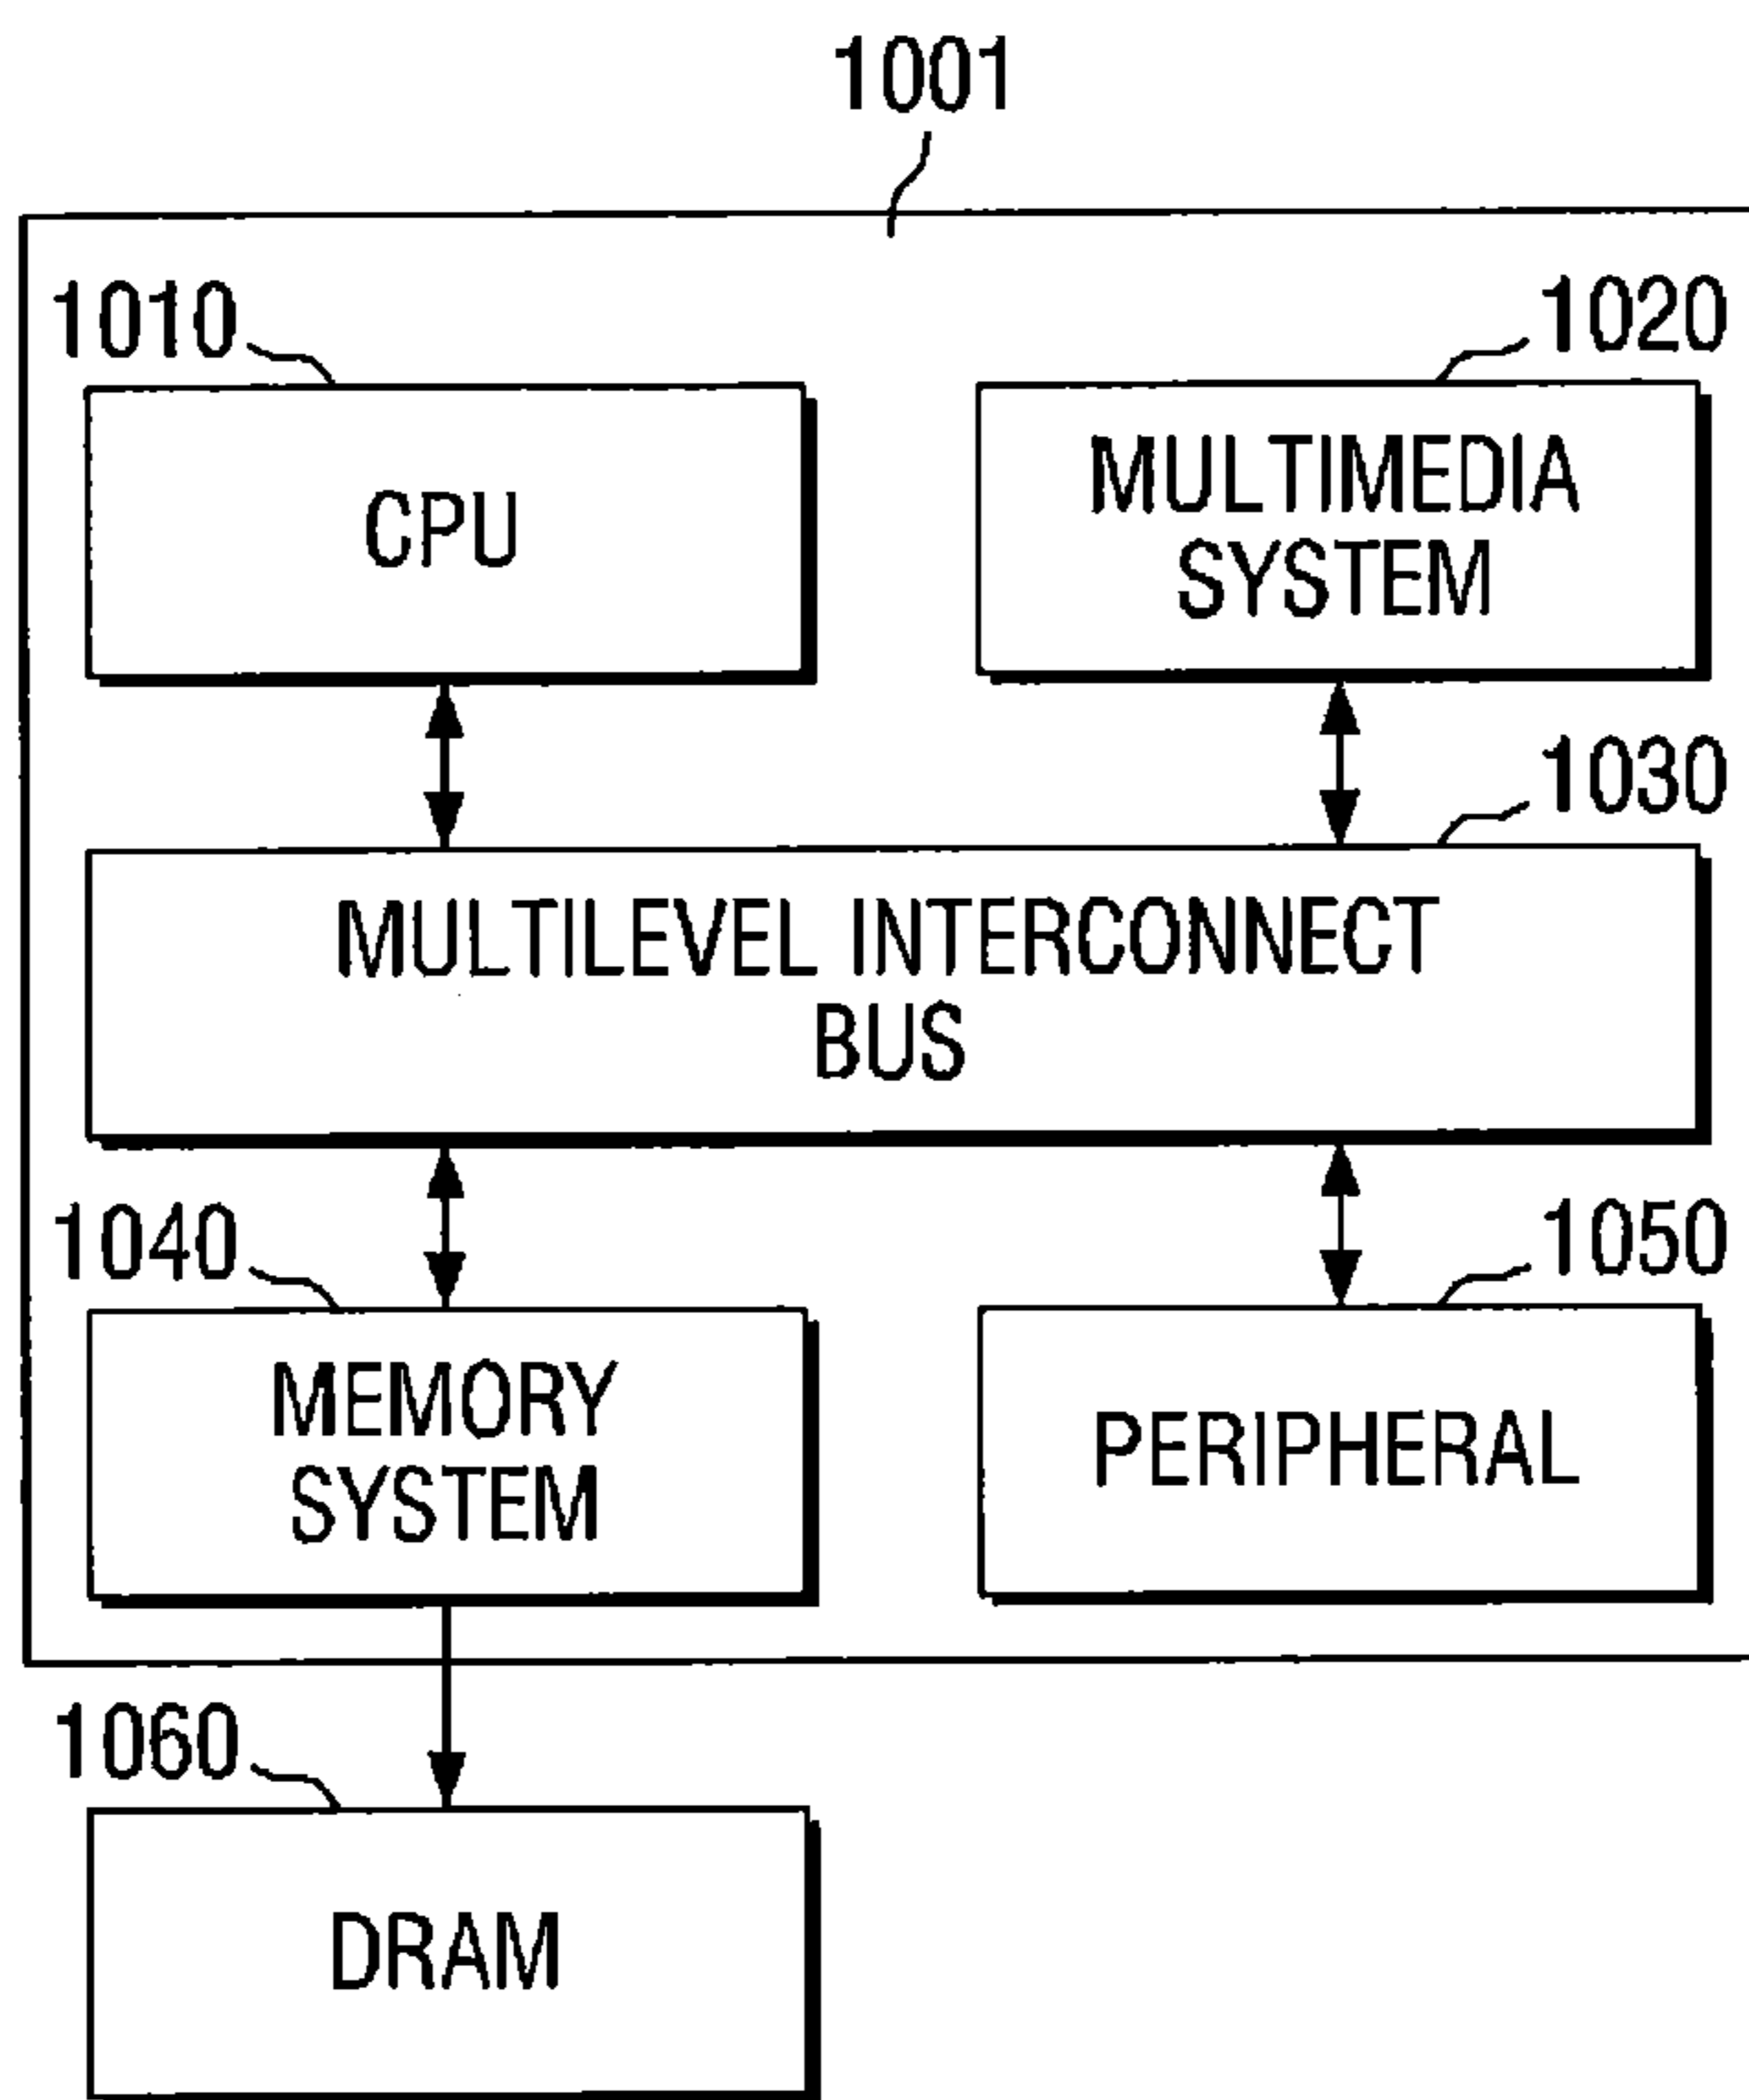 1001
1010
1020
CPU
MULTIMEDIA
SYSTEM
1030
MULTILEVEL INTERCONNECT
BUS
1040
1050
MEMORY
SYSTEM
PERIPHERAL
1060
DRAM